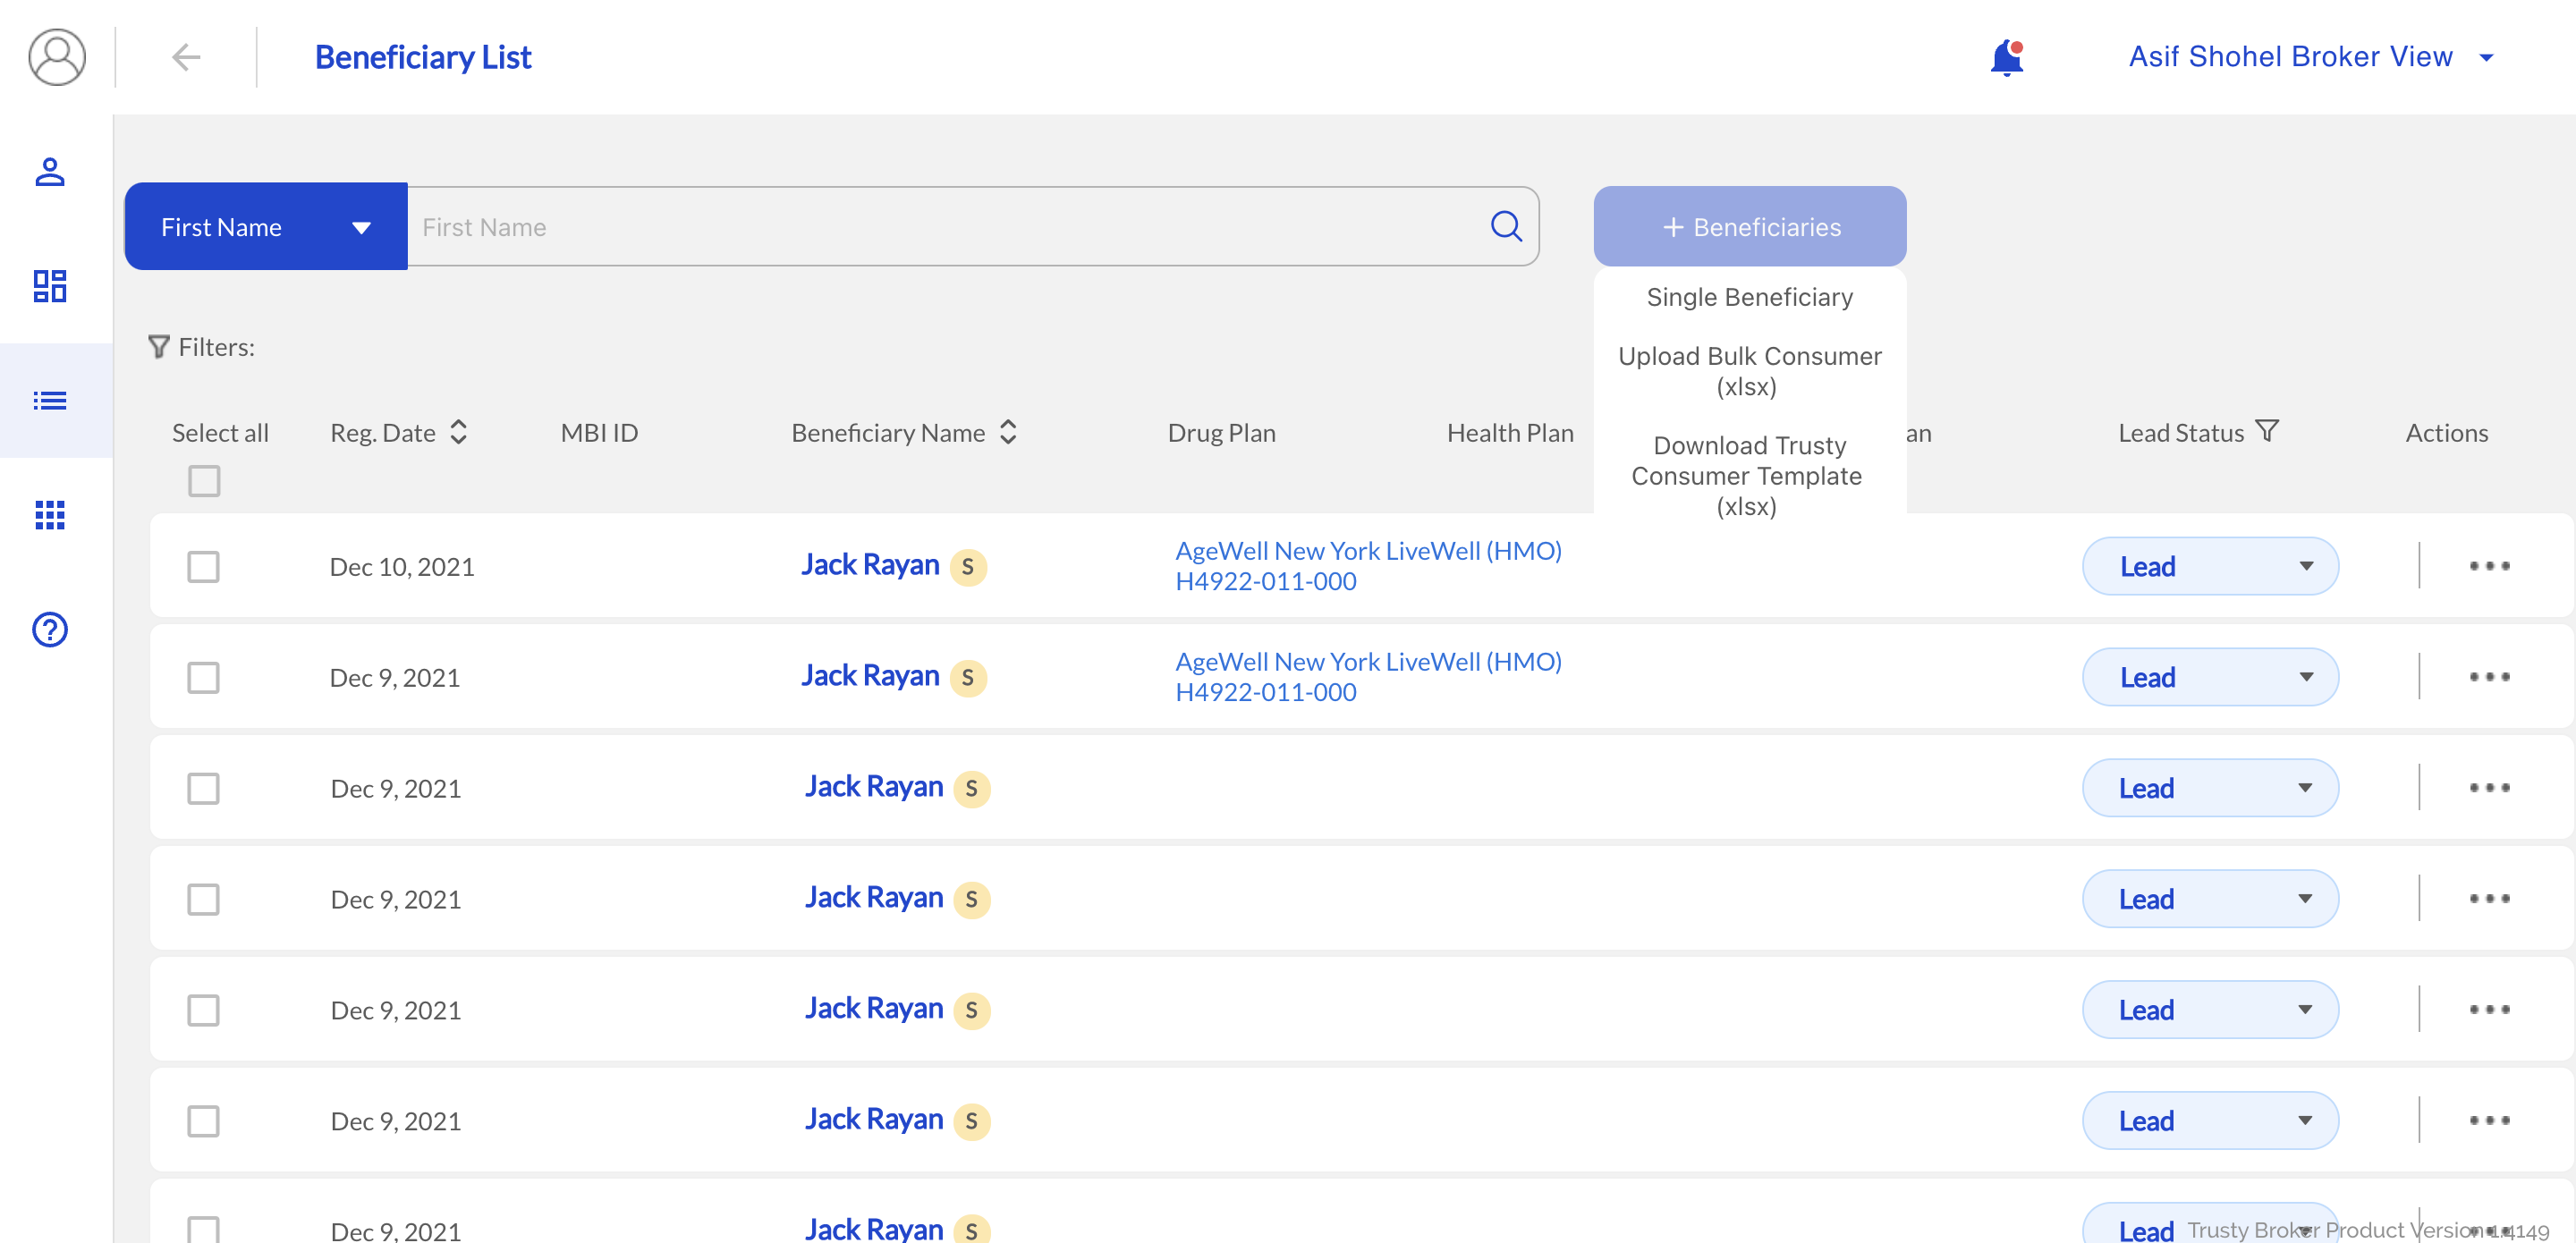 Beneficiary List
Asif Shohel Broker View
First Name
First Name
+ Beneficiaries
Single Beneficiary
Upload Bulk Consumer
(xlsx)
Download Trusty
Consumer Template
(xlsx)
Filters:
Select all
Reg. Date
MBI ID
Beneficiary Name
Drug Plan
Health Plan
an
Lead Status
Actions
Dec 10, 2021
Jack Rayan S
AgeWell New York LiveWell (HMO)
H4922-011-000
Lead
Dec 9, 2021
Jack Rayan S
AgeWell New York LiveWell (HMO)
H4922-011-000
Lead
Dec 9, 2021
Jack Rayan S
Lead
Dec 9, 2021
Jack Rayan S
Lead
Dec 9, 2021
Jack Rayan S
Lead
Dec 9, 2021
Jack Rayan S
Lead
Dec 9, 2021
Jack Rayan S
Lead
Trusty Broker Product Version 1.4149